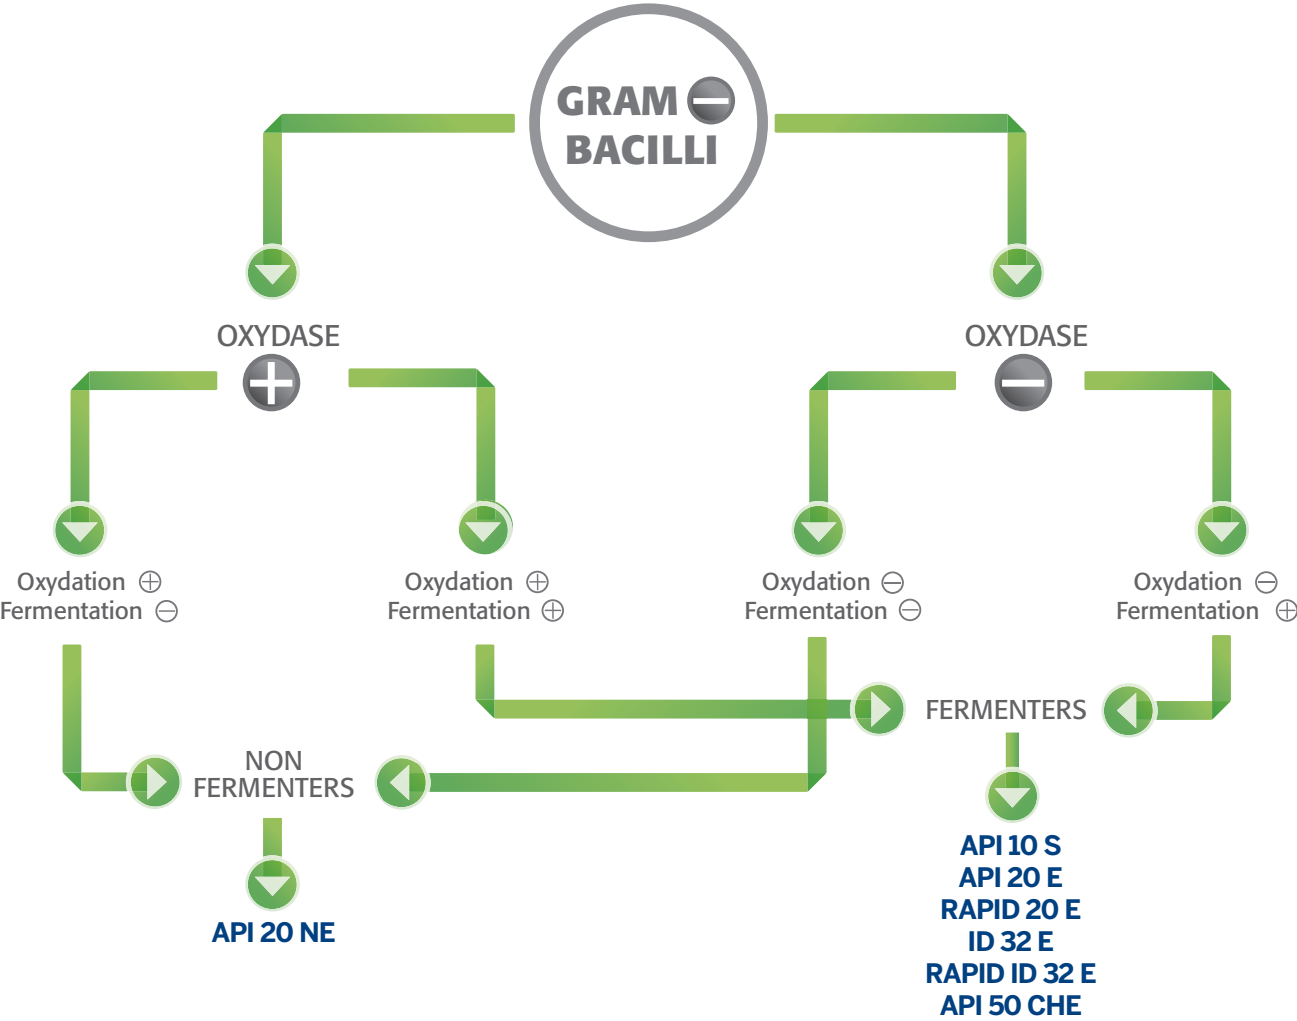 GRAM ⊖
BACILLI
OXYDASE
+
OXYDASE
−
Oxydation ⊕
Fermentation ⊖
Oxydation ⊕
Fermentation ⊕
Oxydation ⊖
Fermentation ⊖
Oxydation ⊖
Fermentation ⊕
FERMENTERS
NON
FERMENTERS
API 10 S
API 20 E
RAPID 20 E
ID 32 E
RAPID ID 32 E
API 50 CHE
API 20 NE